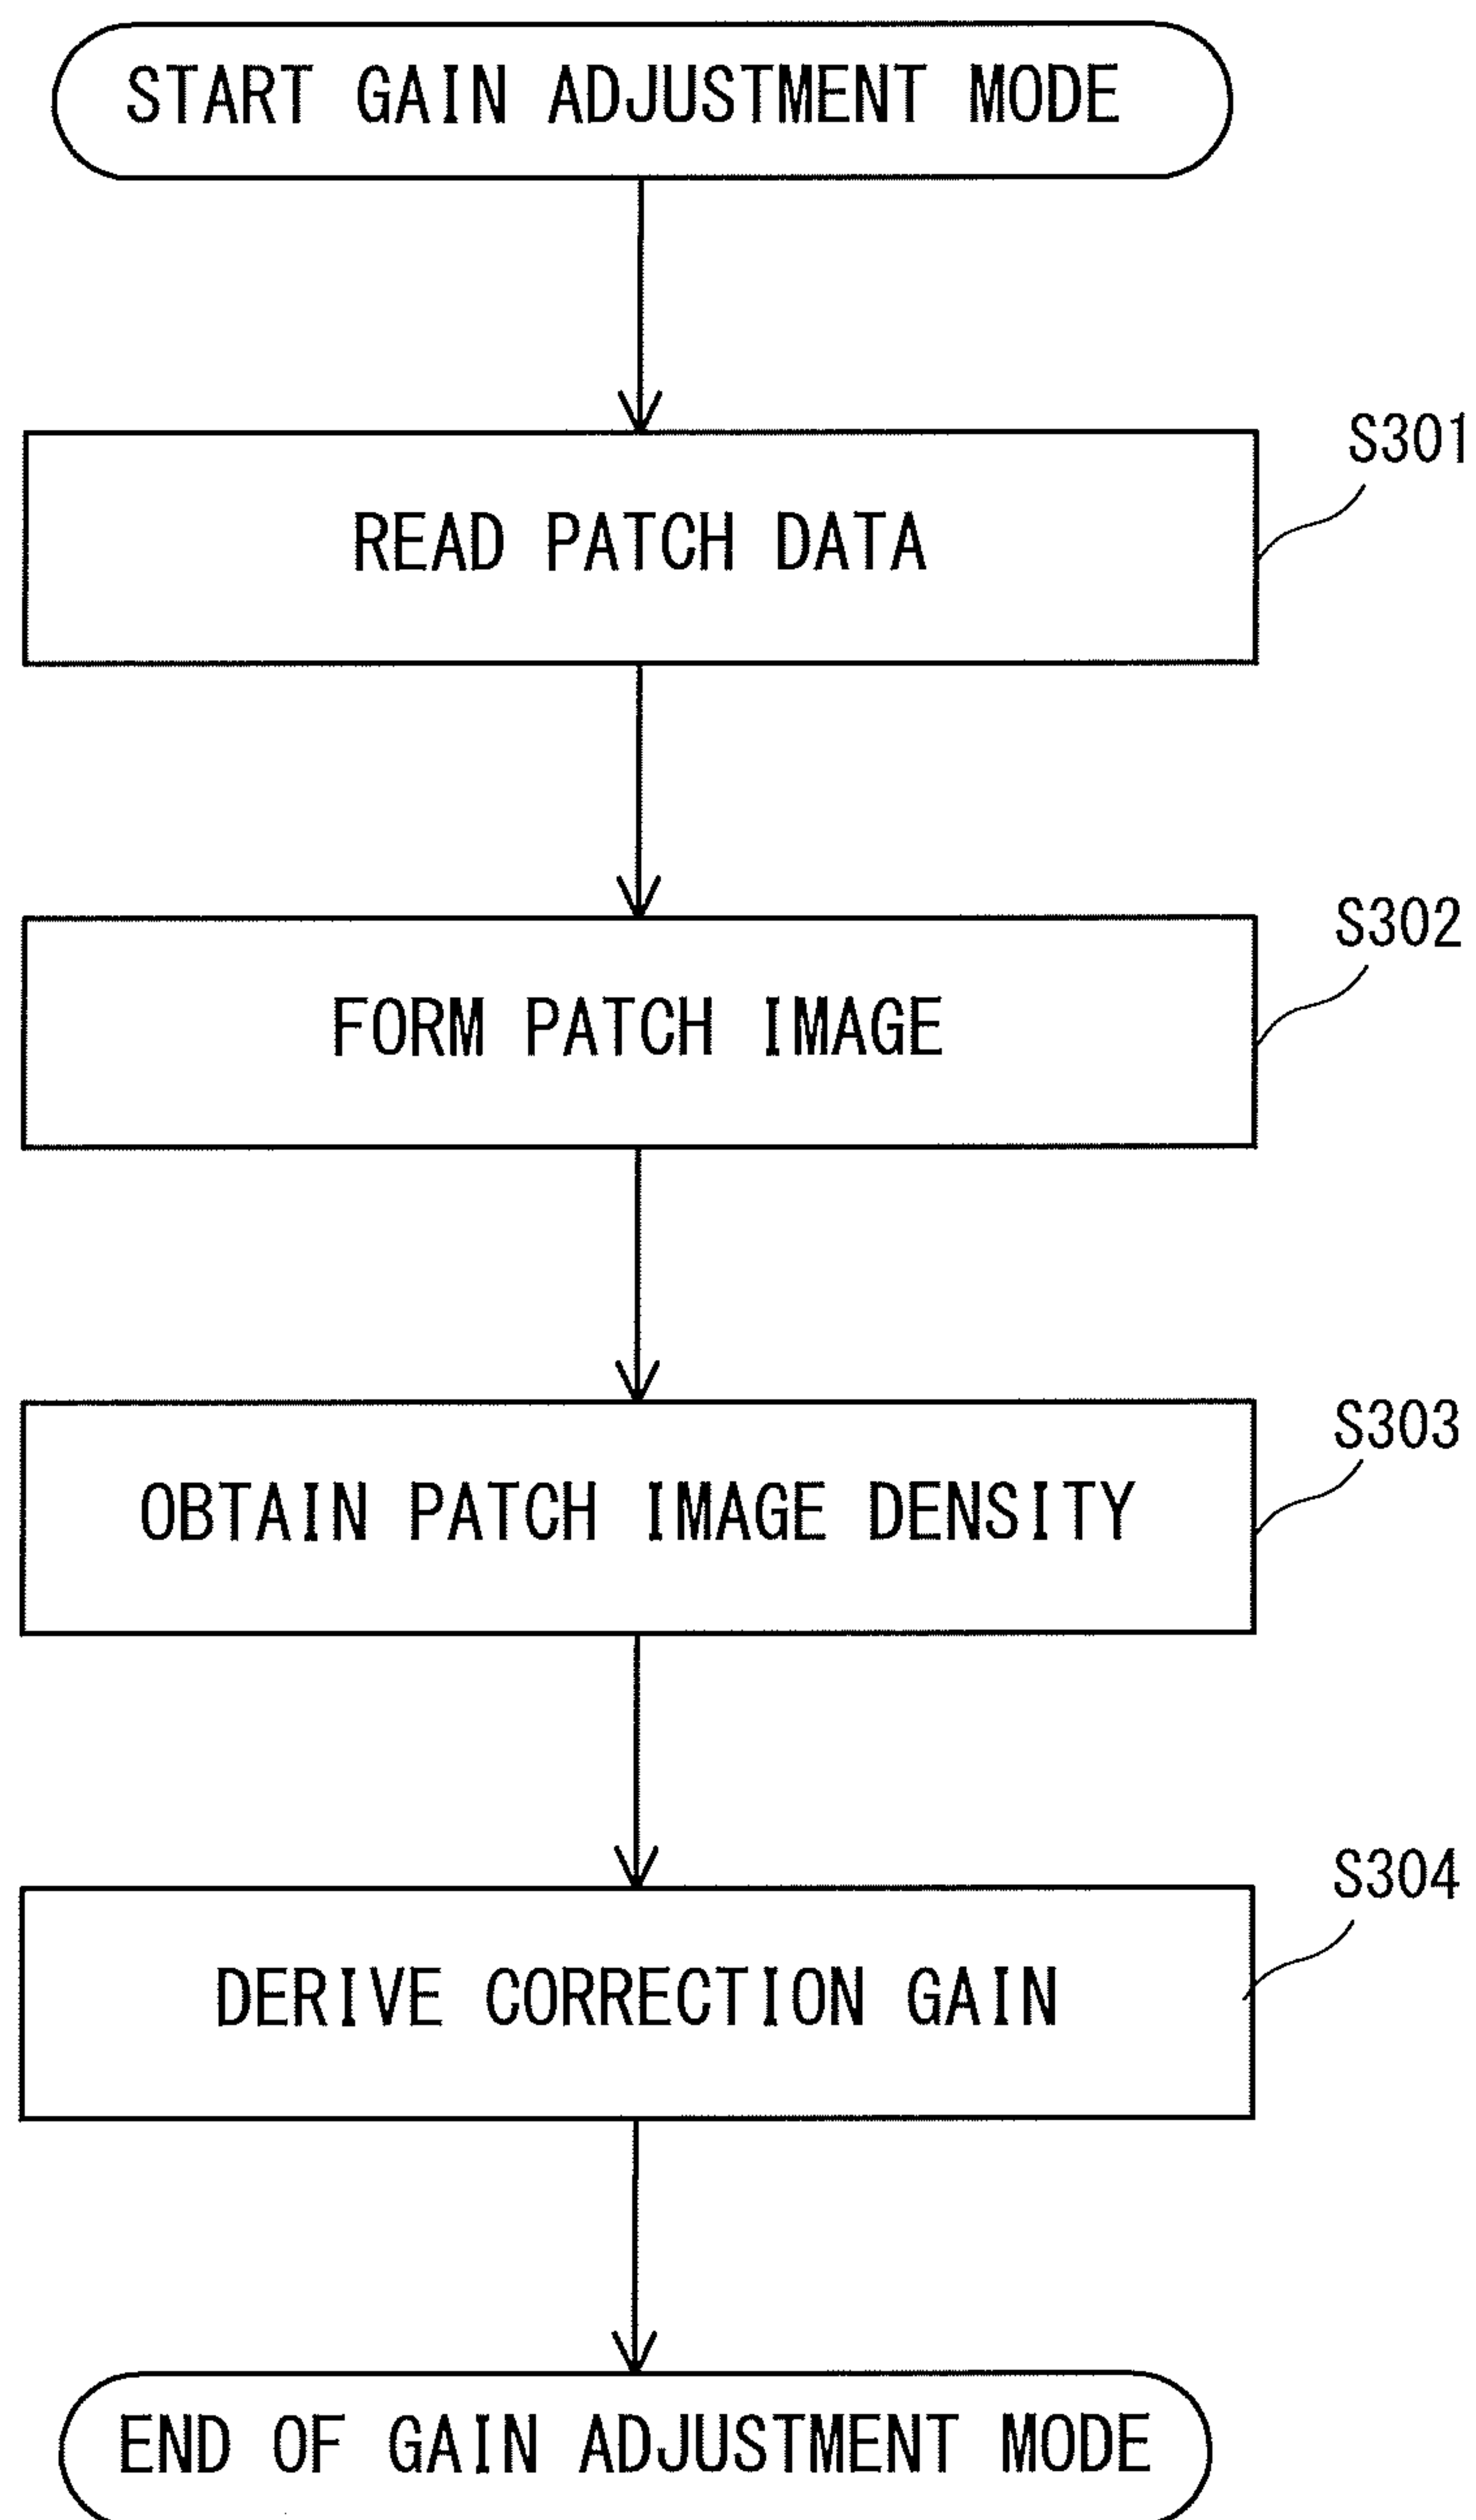 START GAIN ADJUSTMENT MODE
S301
READ PATCH DATA
S302
FORM PATCH IMAGE
S303
OBTAIN PATCH IMAGE DENSITY
S304
DERIVE CORRECTION GAIN
END OF GAIN ADJUSTMENT MODE